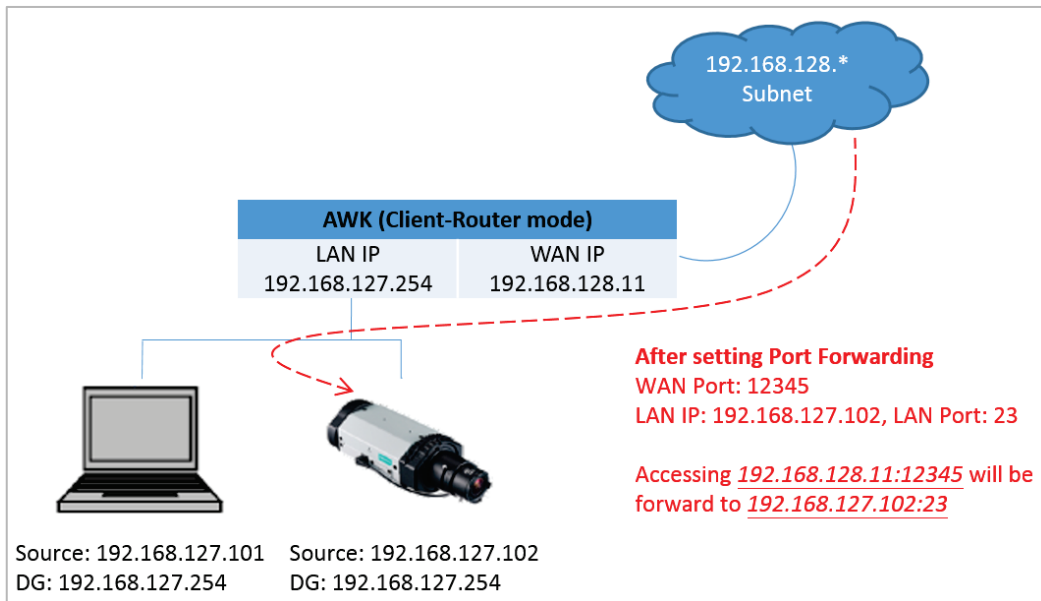 192.168.128.*
Subnet
AWK (Client-Router mode)
LAN IP
192.168.127.254
WAN IP
192.168.128.11
After setting Port Forwarding
WAN Port: 12345
LAN IP: 192.168.127.102, LAN Port: 23
Accessing 192.168.128.11:12345 will be
forward to 192.168.127.102:23
Source: 192.168.127.101
DG: 192.168.127.254
Source: 192.168.127.102
DG: 192.168.127.254